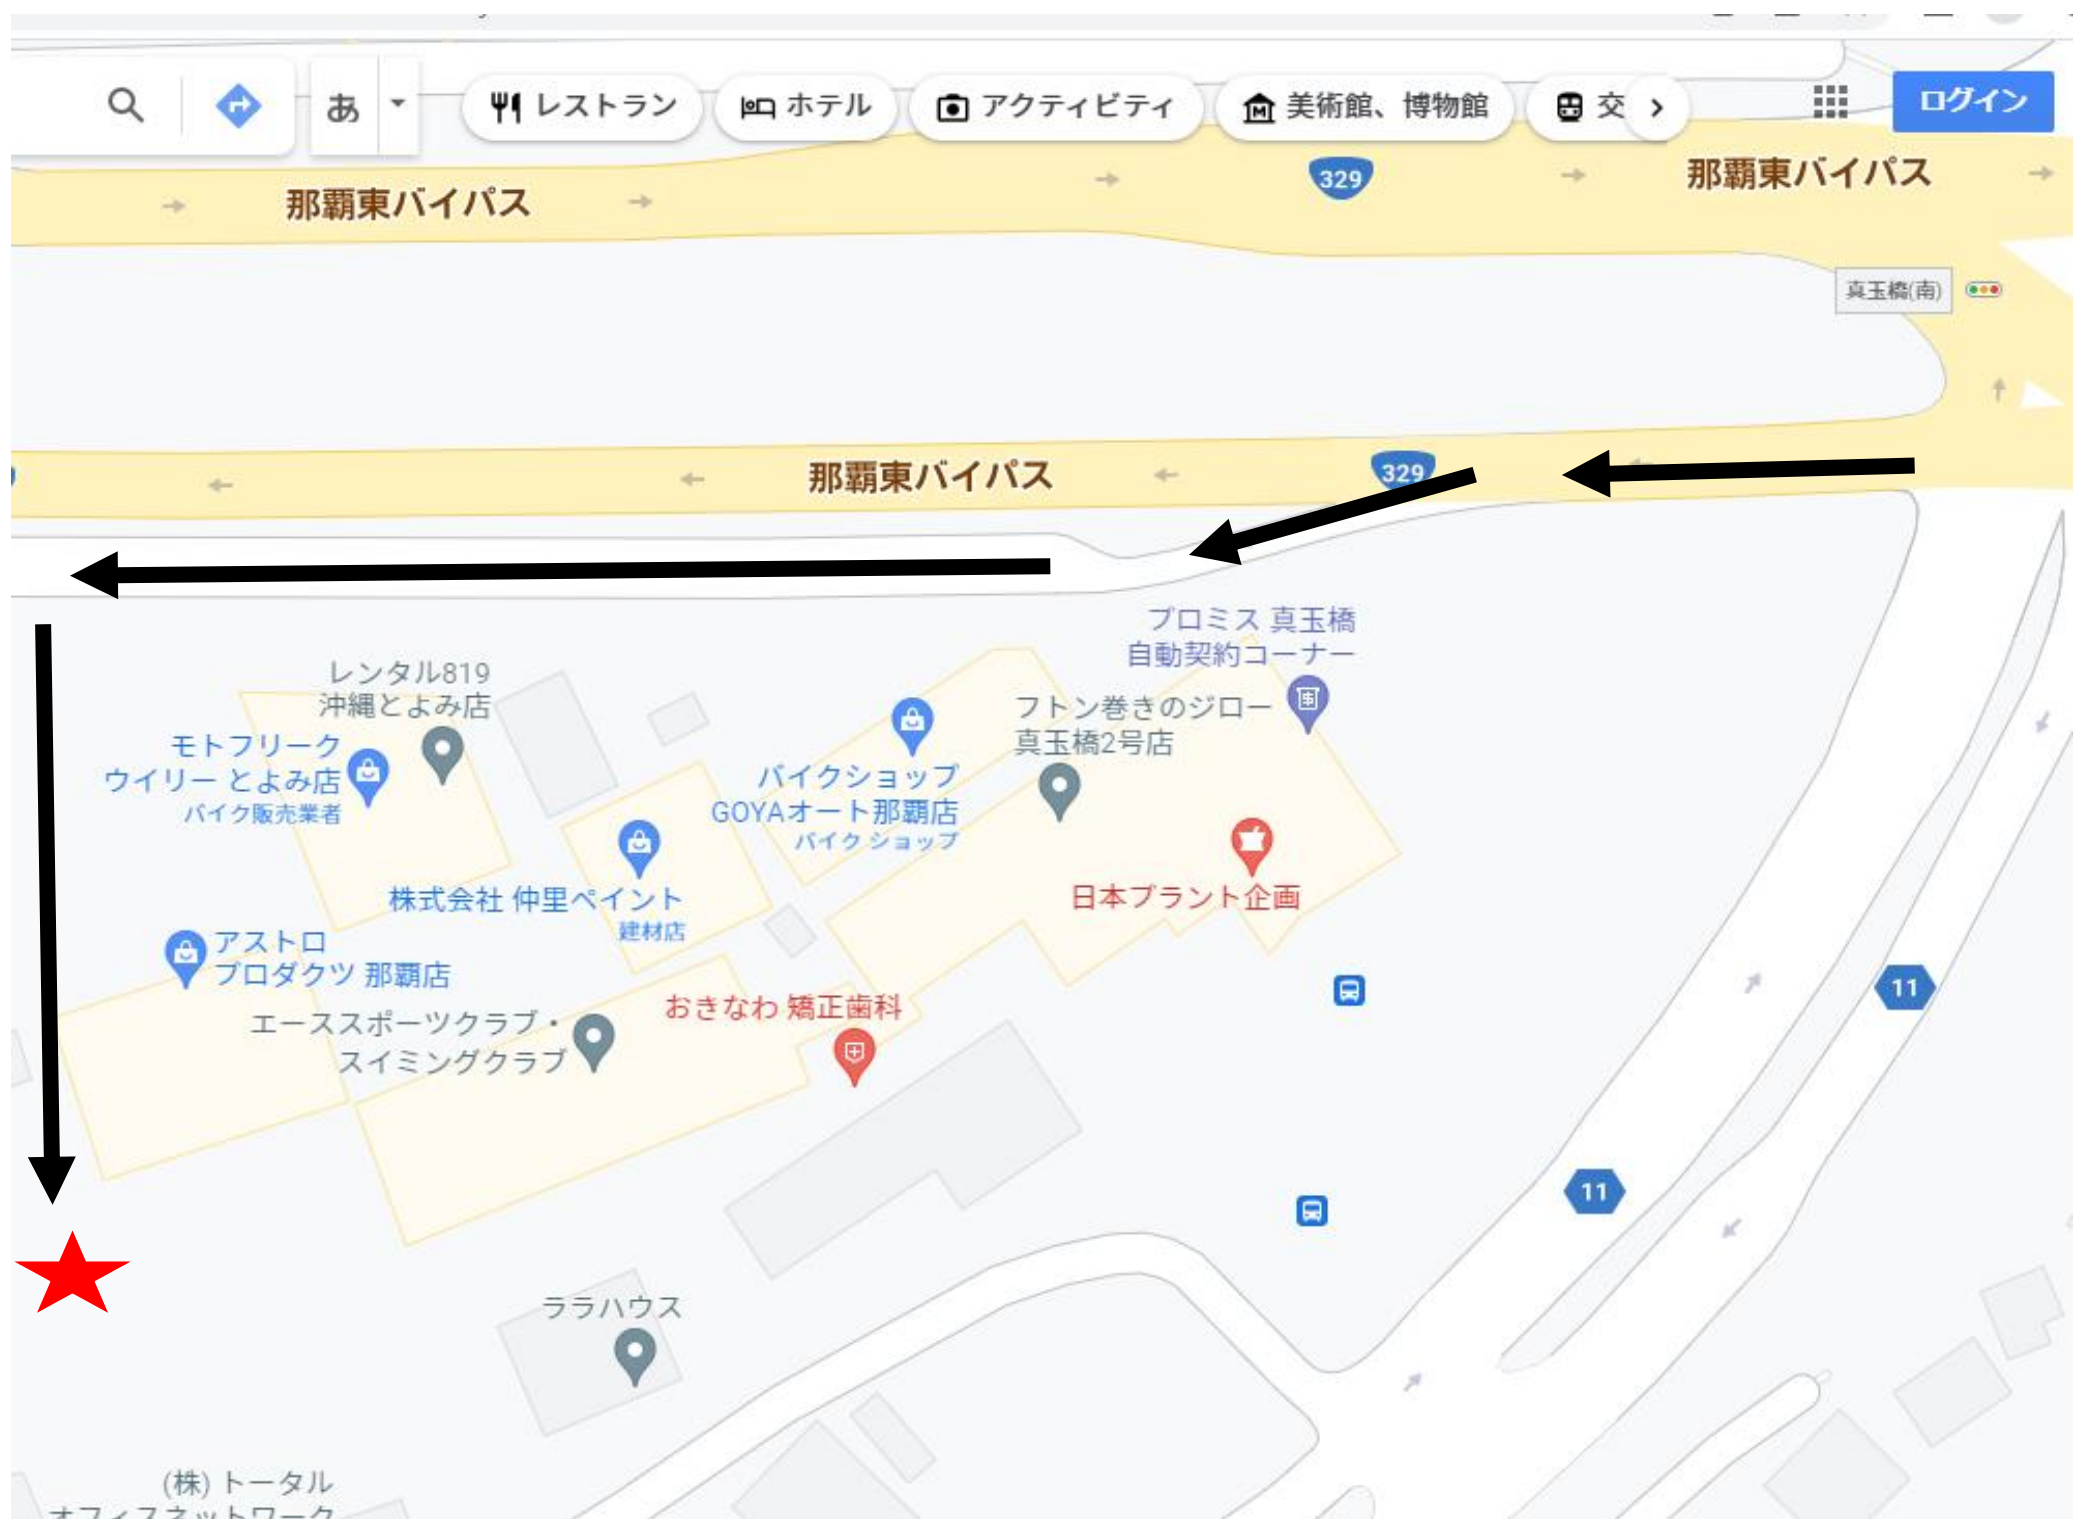 あ
レストラン
ホテル
アクティビティ
美術館、博物館
交
ログイン
那覇東バイパス
329
那覇東バイパス
真玉橋(南)
那覇東バイパス
329
プロミス 真玉橋
自動契約コーナー
レンタル819
沖縄とよみ店
フトン巻きのジロー
真玉橋2号店
モトフリーク
ウイリー とよみ店
バイク販売業者
バイクショップ
GOYAオート那覇店
バイク ショップ
株式会社 仲里ペイント
建材店
日本プラント企画
アストロ
プロダクツ 那覇店
おきなわ 矯正歯科
エーススポーツクラブ・
スイミングクラブ
11
11
ララハウス
(株) トータル
オフィスネットワーク